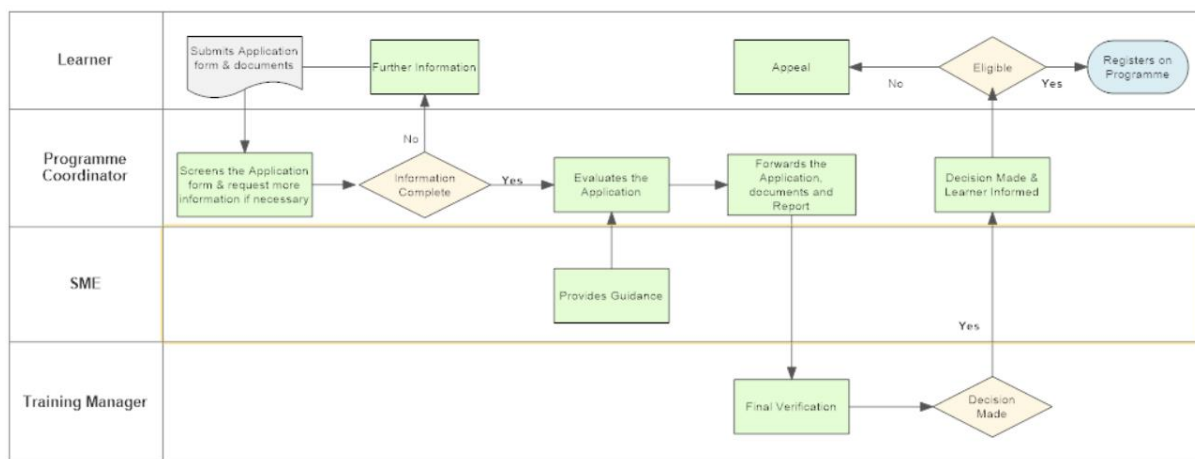 Learner
Submits Application
form & documents
Further Information
Appeal
No
Eligible
Yes
Registers on
Programme
Programme
Coordinator
Screens the Application
form & request more
information if necessary
No
Information
Complete
Yes
Evaluates the
Application
Forwards the
Application,
documents and
Report
Decision Made &
Learner Informed
SME
Provides Guidance
Yes
Training Manager
Final Verification
Decision
Made